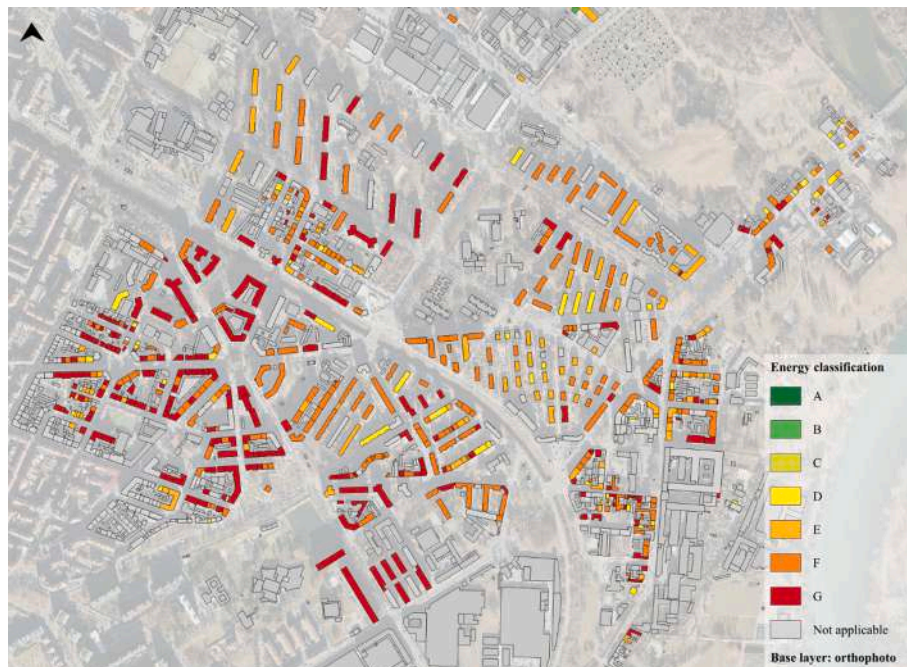 Energy classification
A
B
C
D
E
F
G
Not applicable
Base layer: orthophoto